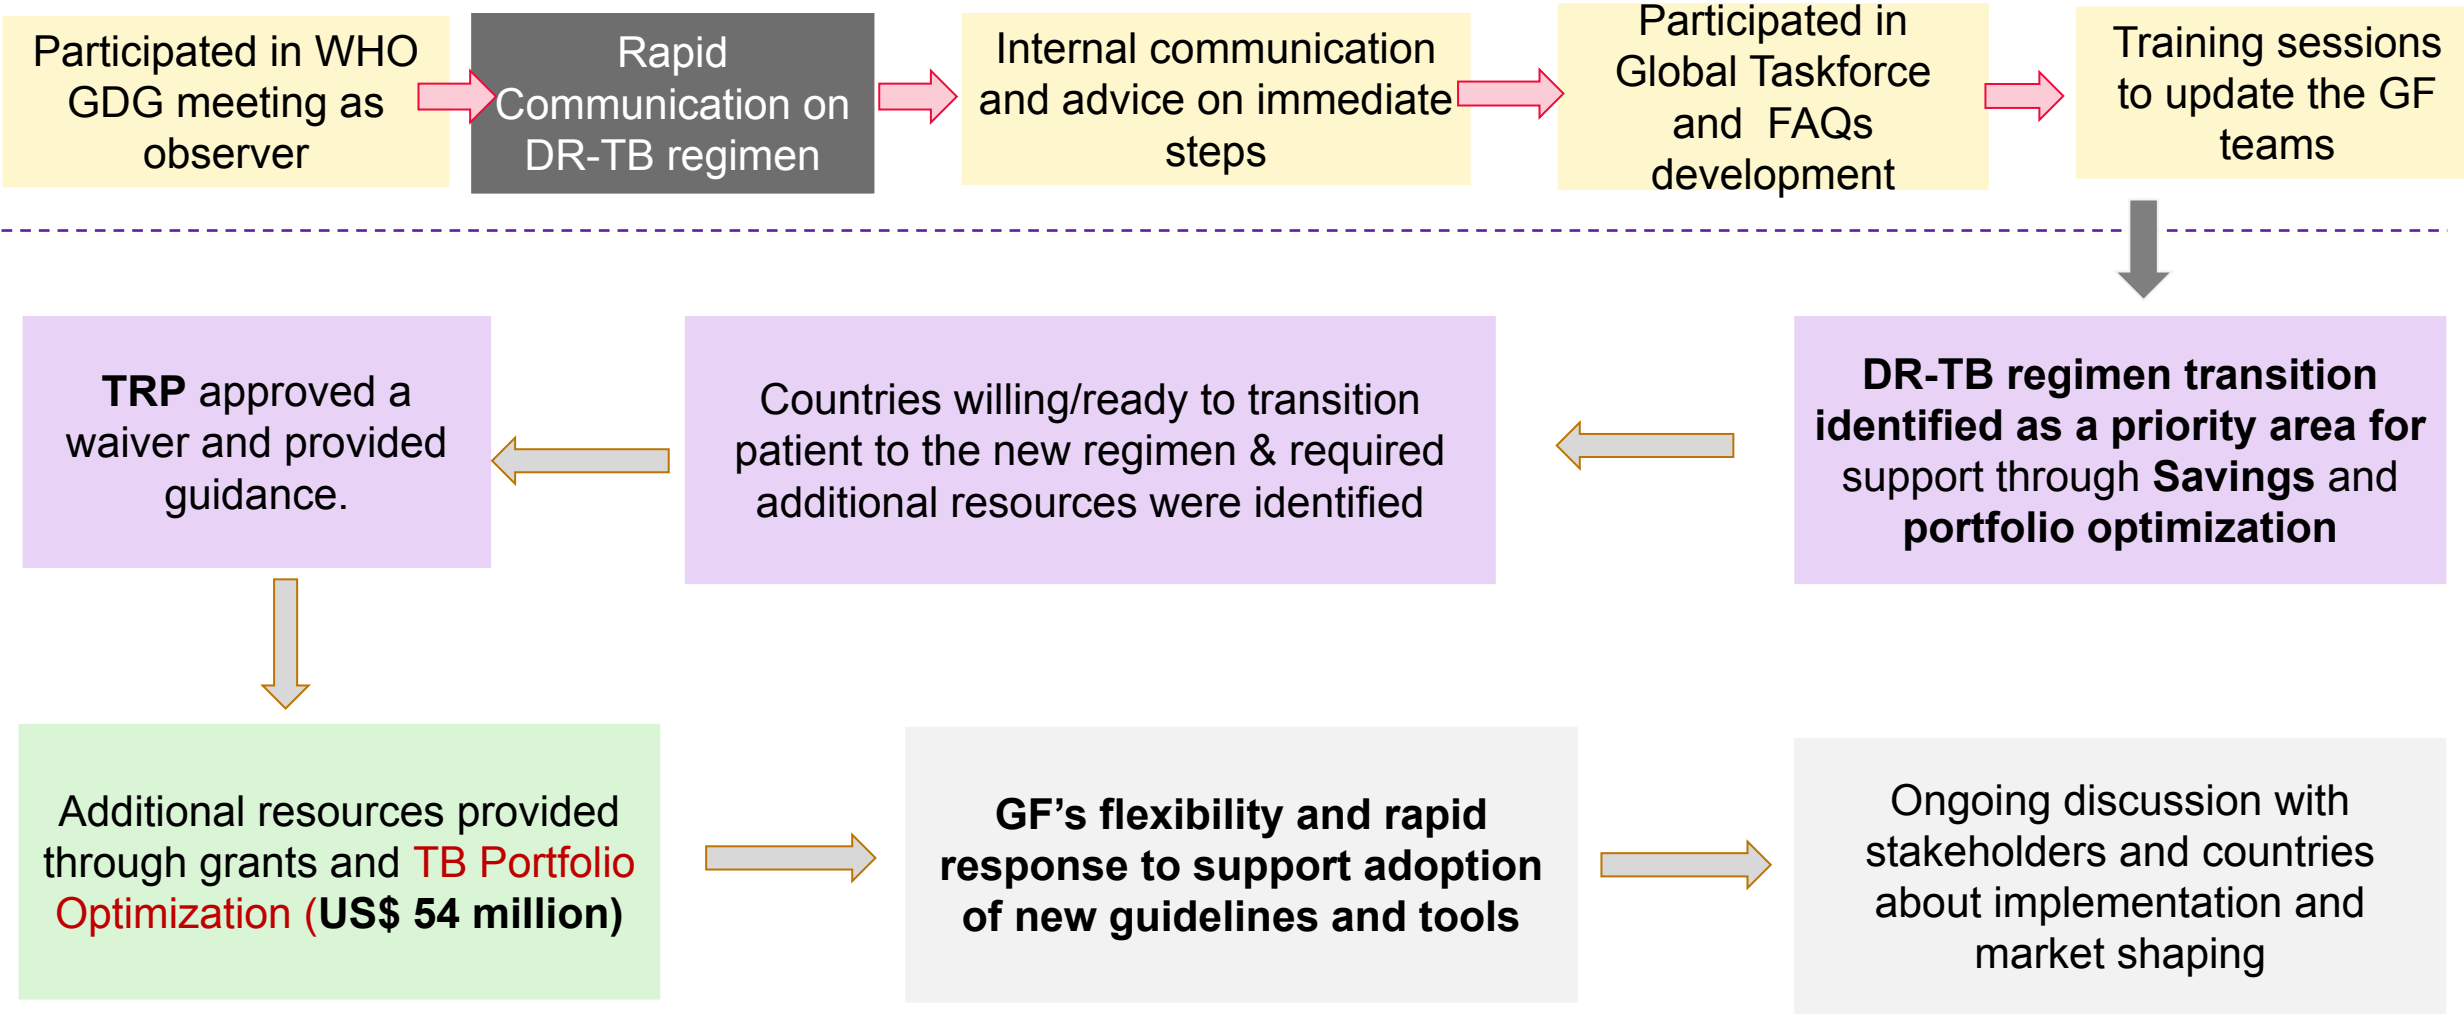 Participated in WHO
GDG meeting as
observer
Rapid
Communication on
DR-TB regimen
Internal communication
and advice on immediate
steps
Participated in
Global Taskforce
and FAQs
development
Training sessions
to update the GF
teams
DR-TB regimen transition
identified as a priority area for
support through Savings and
portfolio optimization
Countries willing/ready to transition
patient to the new regimen & required
additional resources were identified
TRP approved a
waiver and provided
guidance.
Additional resources provided
through grants and TB Portfolio
Optimization (US$ 54 million)
GF’s flexibility and rapid
response to support adoption
of new guidelines and tools
Ongoing discussion with
stakeholders and countries
about implementation and
market shaping